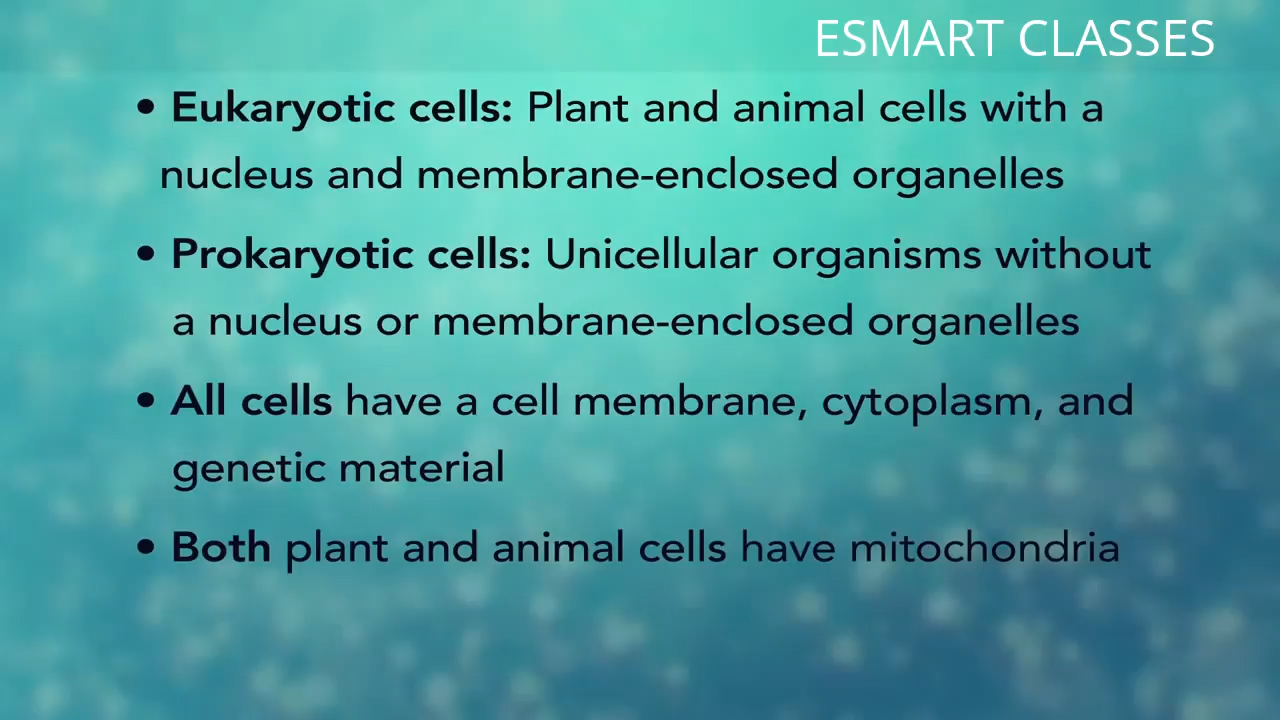 ESMART CLASSES
• Eukaryotic cells: Plant and animal cells with a
nucleus and membrane-enclosed organelles
• Prokaryotic cells: Unicellular organisms without
a nucleus or membrane-enclosed organelles
• All cells have a cell membrane, cytoplasm, and
genetic material
• Both plant and animal cells have mitochondria